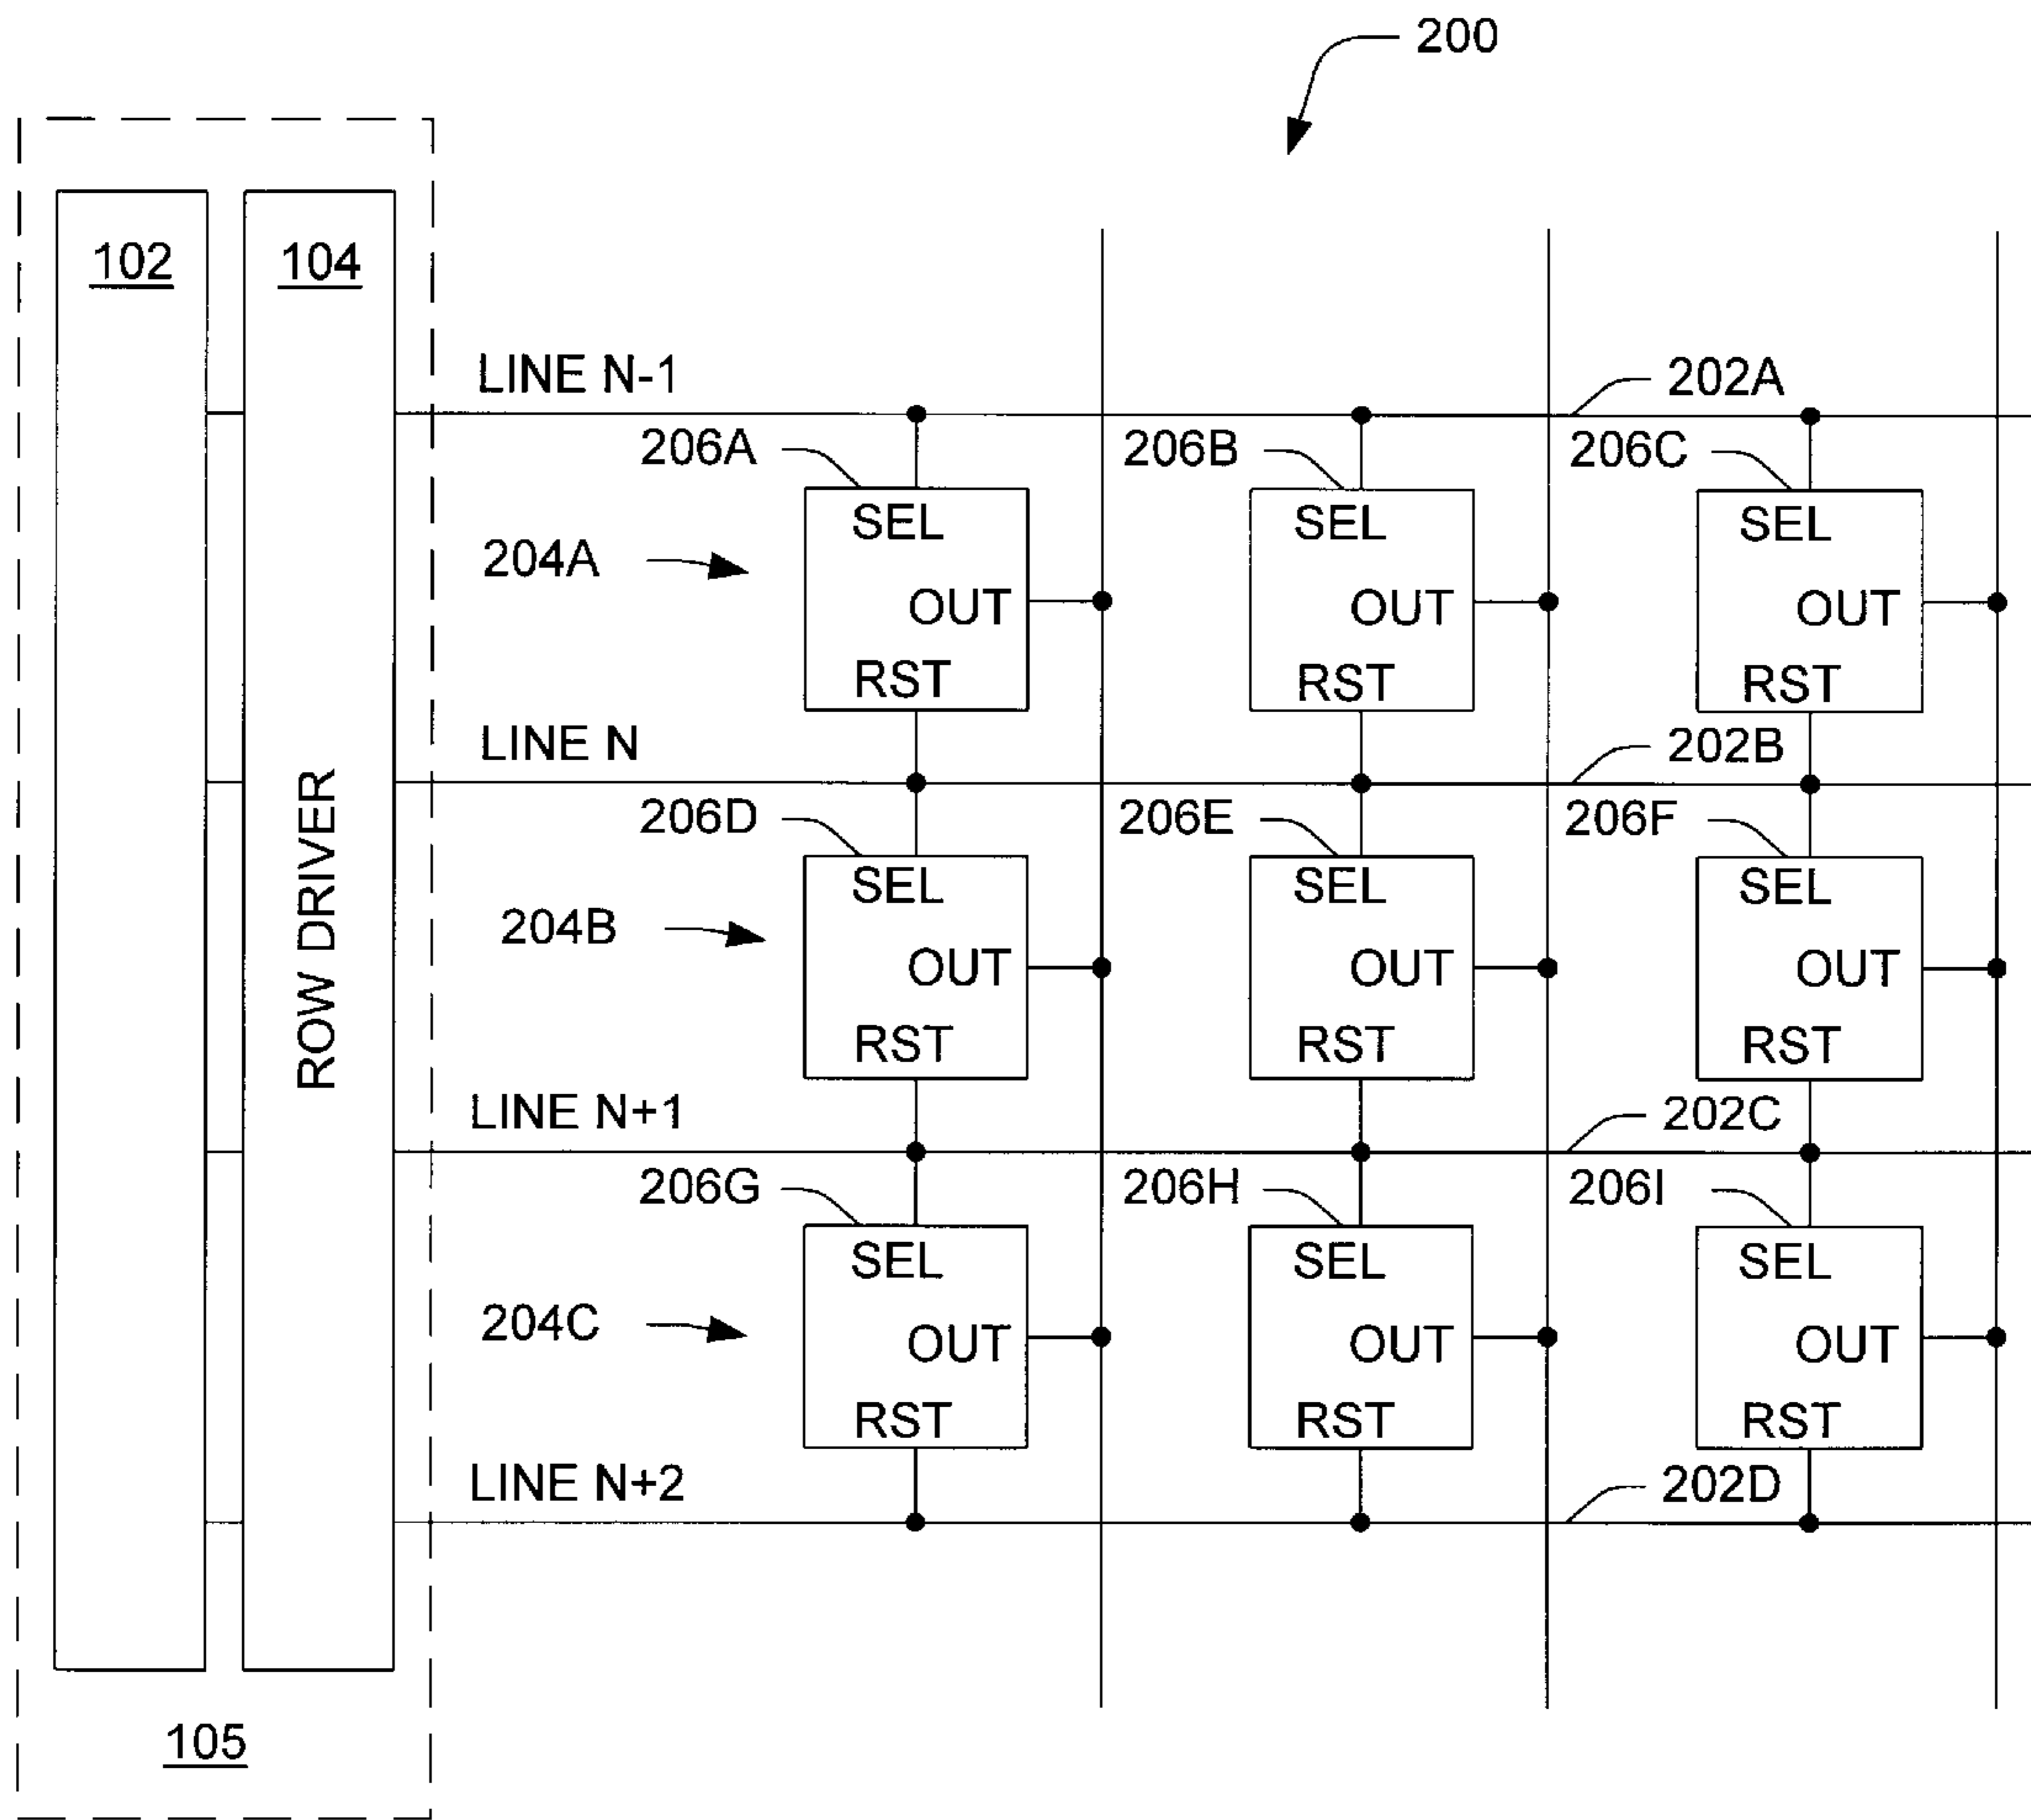 200
102
104
LINE N-1
202A
206A
206B
206C
SEL
SEL
SEL
204A
OUT
OUT
OUT
RST
RST
RST
LINE N
202B
206D
206E
206F
ROW DRIVER
SEL
SEL
SEL
204B
OUT
OUT
OUT
RST
RST
RST
LINE N+1
202C
206G
206H
206I
SEL
SEL
SEL
204C
OUT
OUT
OUT
RST
RST
RST
LINE N+2
202D
105